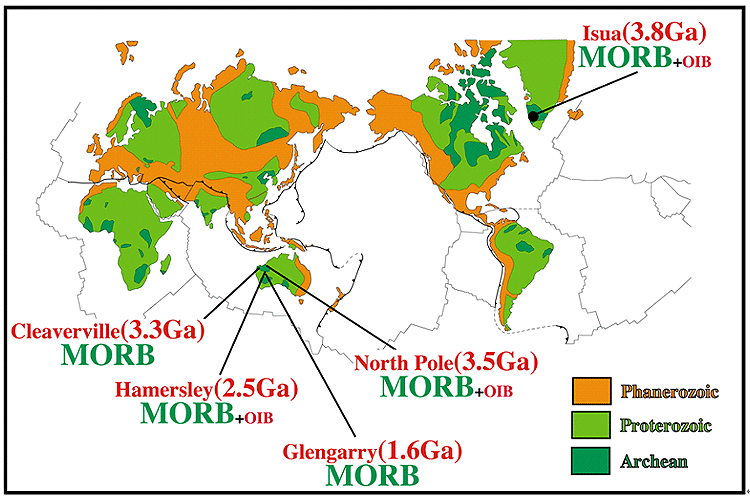 Isua(3.8Ga)
MORB+OIB
Cleaverville(3.3Ga)
MORB
North Pole(3.5Ga)
MORB+OIB
Hamersley(2.5Ga)
MORB+OIB
Glengarry(1.6Ga)
MORB
Phanerozoic
Proterozoic
Archean